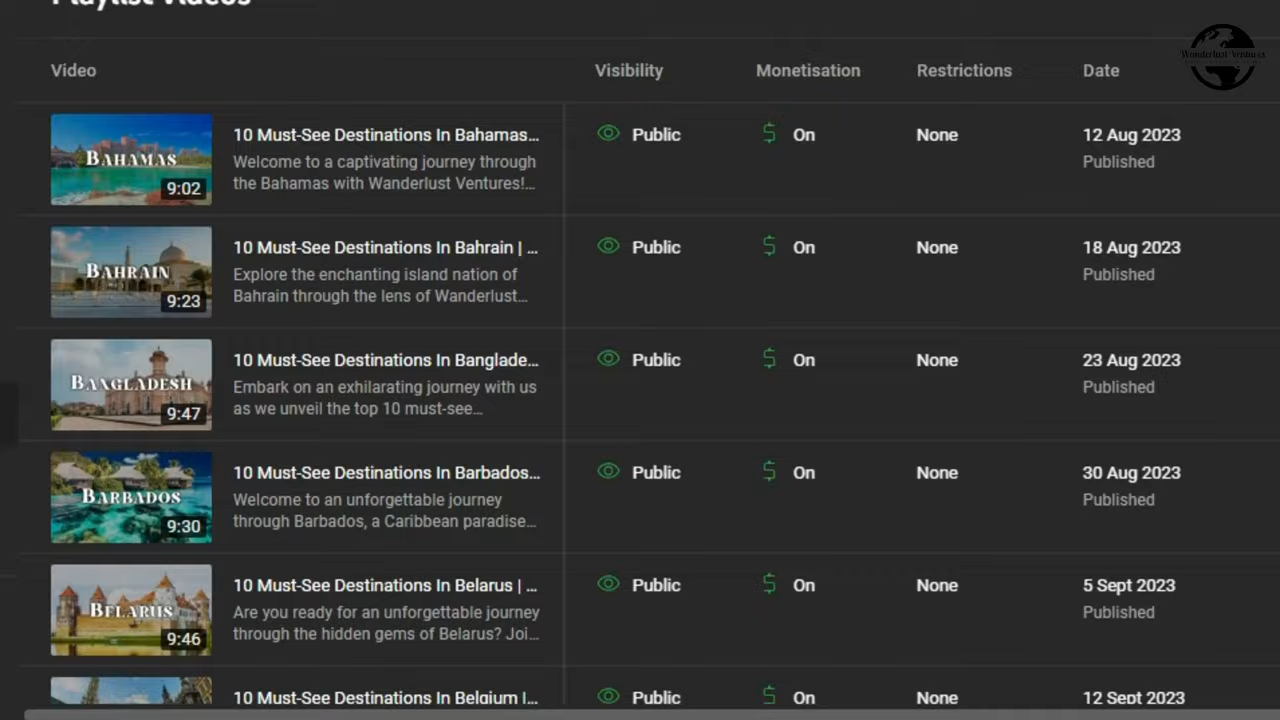 Playlist Videos
Wanderlust Ventures
Video Visibility Monetisation Restrictions Date
BAHAMAS
9:02
10 Must-See Destinations In Bahamas...
Welcome to a captivating journey through
the Bahamas with Wanderlust Ventures!...
Public
On
None
12 Aug 2023
Published
BAHRAIN
9:23
10 Must-See Destinations In Bahrain | ...
Explore the enchanting island nation of
Bahrain through the lens of Wanderlust...
Public
On
None
18 Aug 2023
Published
BANGLADESH
9:47
10 Must-See Destinations In Banglade...
Embark on an exhilarating journey with us
as we unveil the top 10 must-see...
Public
On
None
23 Aug 2023
Published
BARBADOS
9:30
10 Must-See Destinations In Barbados...
Welcome to an unforgettable journey
through Barbados, a Caribbean paradise...
Public
On
None
30 Aug 2023
Published
BELARUS
9:46
10 Must-See Destinations In Belarus | ...
Are you ready for an unforgettable journey
through the hidden gems of Belarus? Joi...
Public
On
None
5 Sept 2023
Published
10 Must-See Destinations In Belgium |...
Public
On
None
12 Sept 2023